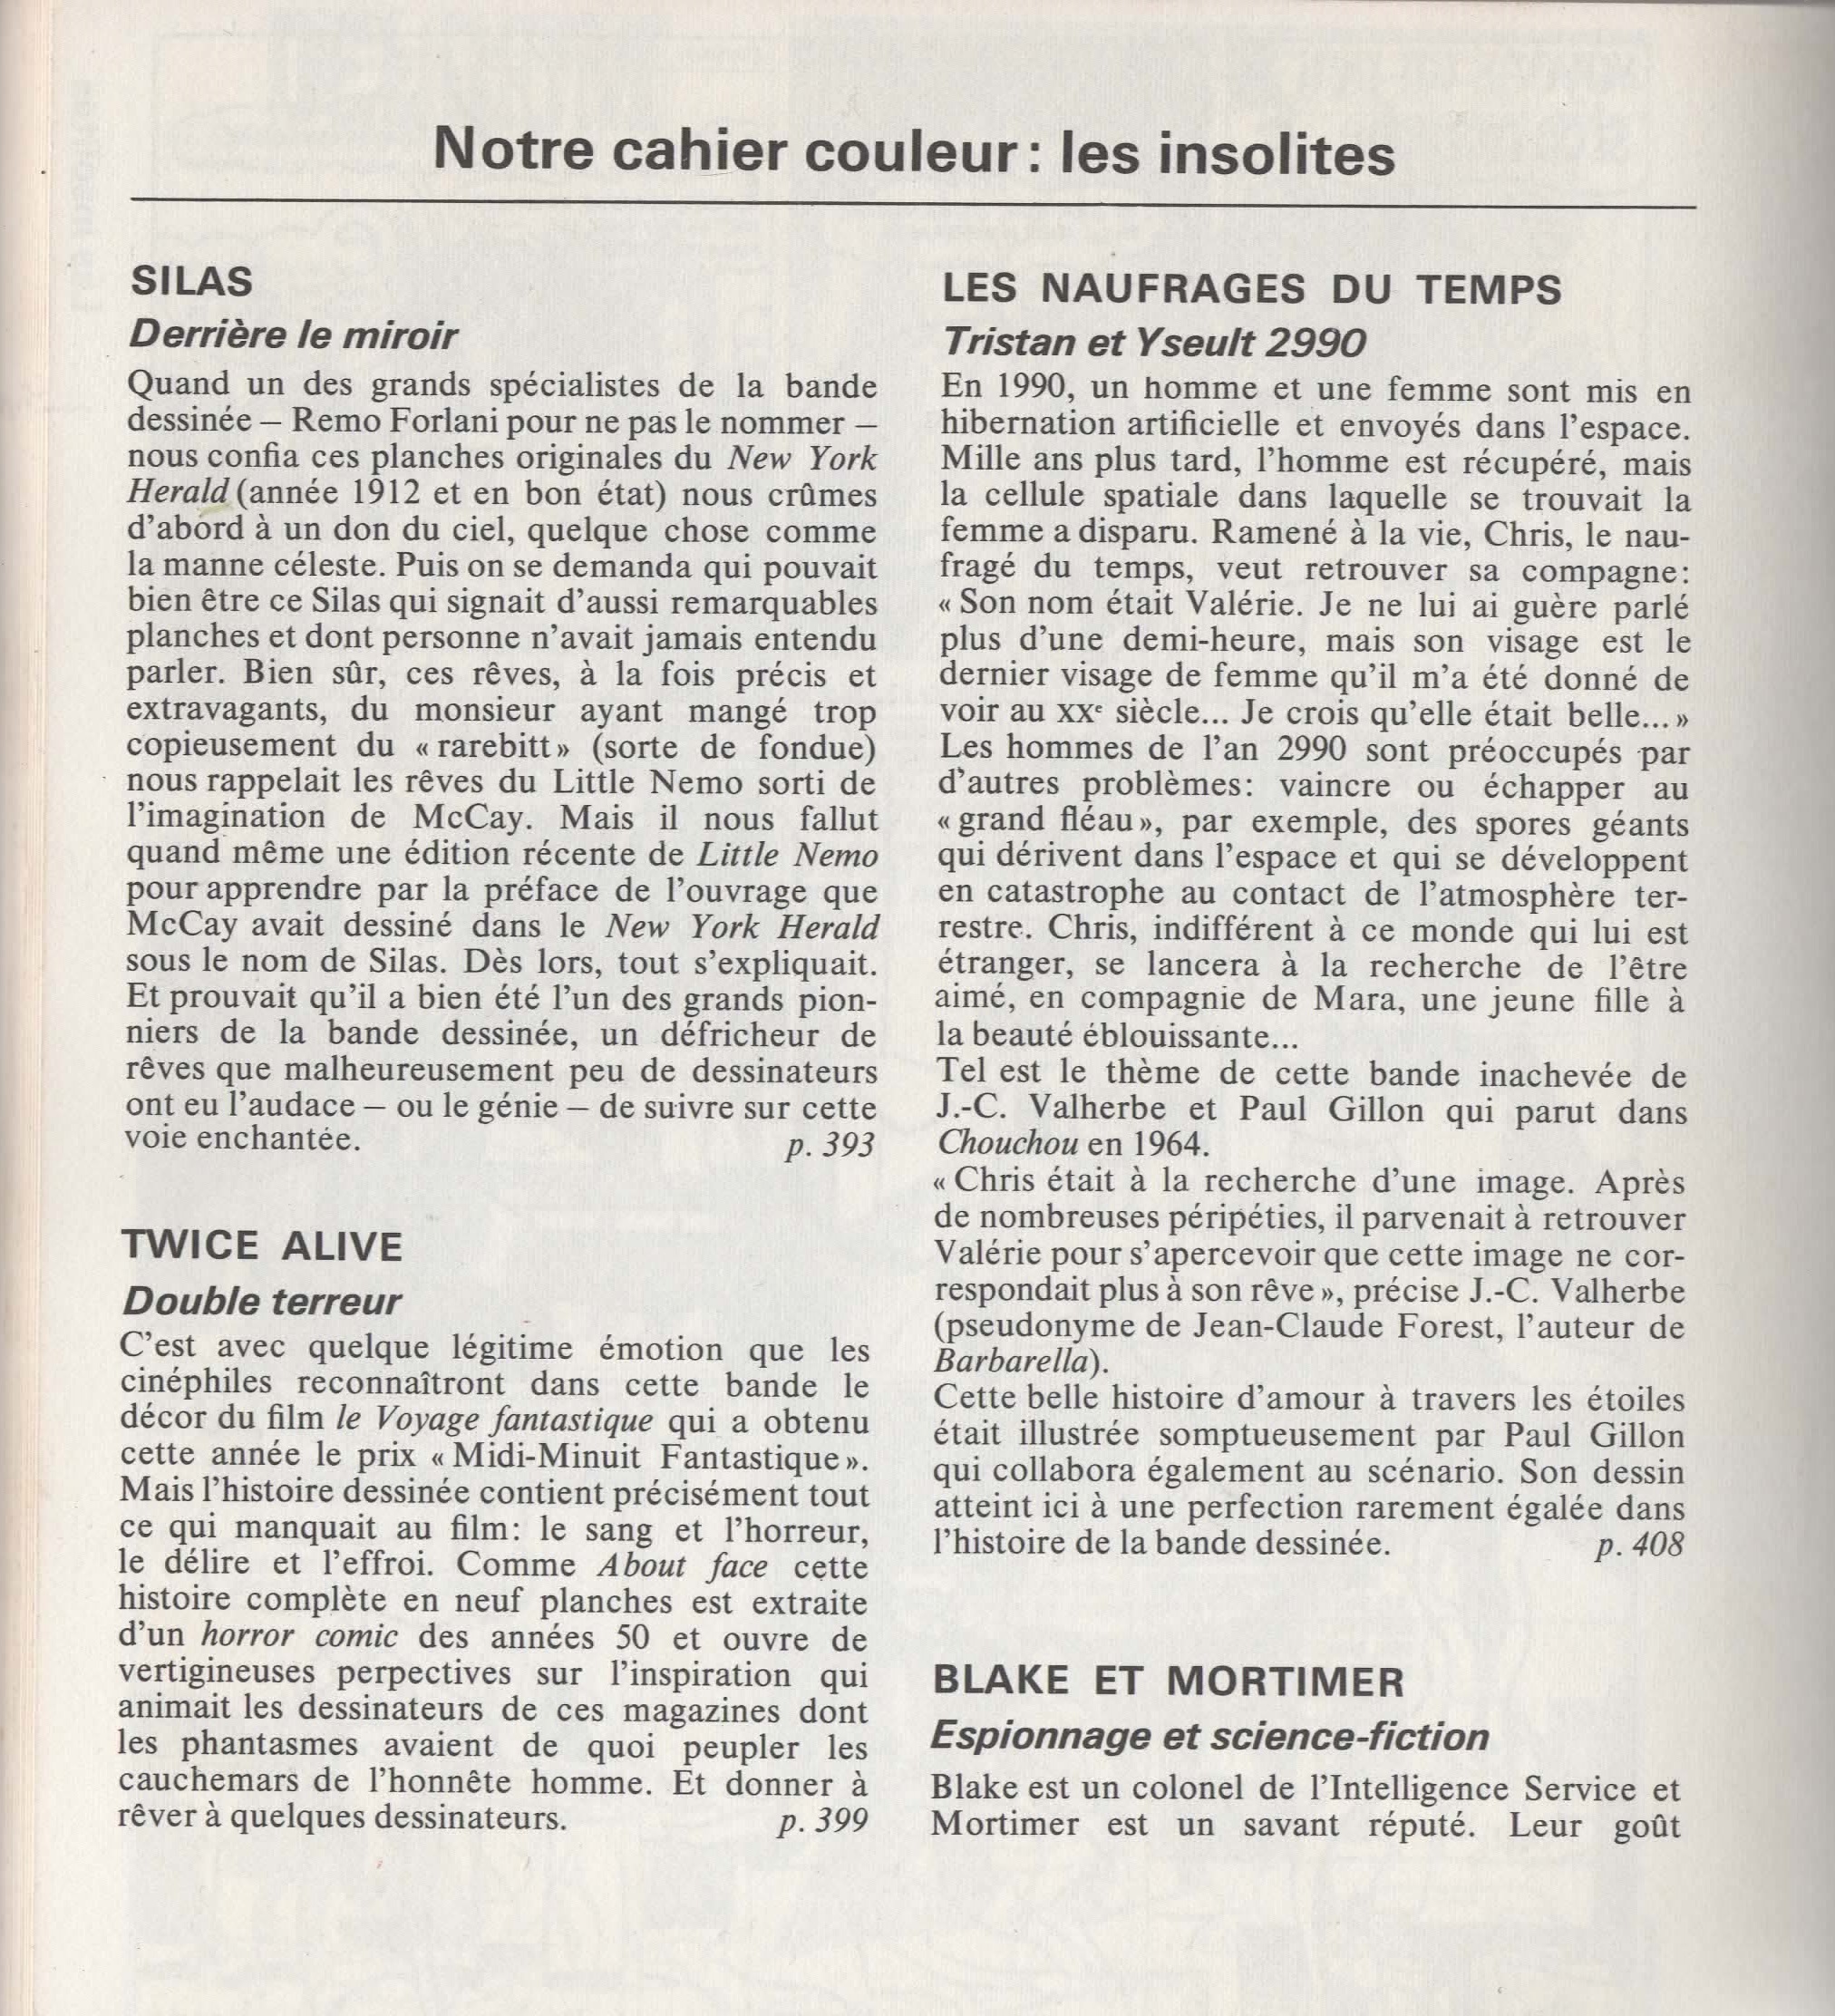 Notre cahier couleur : les insolites
SILAS
Derrière le miroir
Quand un des grands spécialistes de la bande
dessinée – Remo Forlani pour ne pas le nommer –
nous confia ces planches originales du New York
Herald (année 1912 et en bon état) nous crûmes
d'abord à un don du ciel, quelque chose comme
la manne céleste. Puis on se demanda qui pouvait
bien être ce Silas qui signait d'aussi remarquables
planches et dont personne n'avait jamais entendu
parler. Bien sûr, ces rêves, à la fois précis et
extravagants, du monsieur ayant mangé trop
copieusement du « rarebitt » (sorte de fondue)
nous rappelait les rêves du Little Nemo sorti de
l'imagination de McCay. Mais il nous fallut
quand même une édition récente de Little Nemo
pour apprendre par la préface de l'ouvrage que
McCay avait dessiné dans le New York Herald
sous le nom de Silas. Dès lors, tout s'expliquait.
Et prouvait qu'il a bien été l'un des grands pion-
niers de la bande dessinée, un défricheur de
rêves que malheureusement peu de dessinateurs
ont eu l'audace – ou le génie – de suivre sur cette
voie enchantée. p. 393
TWICE ALIVE
Double terreur
C'est avec quelque légitime émotion que les
cinéphiles reconnaîtront dans cette bande le
décor du film le Voyage fantastique qui a obtenu
cette année le prix « Midi-Minuit Fantastique ».
Mais l'histoire dessinée contient précisément tout
ce qui manquait au film: le sang et l'horreur,
le délire et l'effroi. Comme About face cette
histoire complète en neuf planches est extraite
d'un horror comic des années 50 et ouvre de
vertigineuses perpectives sur l'inspiration qui
animait les dessinateurs de ces magazines dont
les phantasmes avaient de quoi peupler les
cauchemars de l'honnête homme. Et donner à
rêver à quelques dessinateurs. p. 399
LES NAUFRAGES DU TEMPS
Tristan et Yseult 2990
En 1990, un homme et une femme sont mis en
hibernation artificielle et envoyés dans l'espace.
Mille ans plus tard, l'homme est récupéré, mais
la cellule spatiale dans laquelle se trouvait la
femme a disparu. Ramené à la vie, Chris, le nau-
fragé du temps, veut retrouver sa compagne:
« Son nom était Valérie. Je ne lui ai guère parlé
plus d'une demi-heure, mais son visage est le
dernier visage de femme qu'il m'a été donné de
voir au XXe siècle... Je crois qu'elle était belle... »
Les hommes de l'an 2990 sont préoccupés par
d'autres problèmes: vaincre ou échapper au
« grand fléau », par exemple, des spores géants
qui dérivent dans l'espace et qui se développent
en catastrophe au contact de l'atmosphère ter-
restre. Chris, indifférent à ce monde qui lui est
étranger, se lancera à la recherche de l'être
aimé, en compagnie de Mara, une jeune fille à
la beauté éblouissante...
Tel est le thème de cette bande inachevée de
J.-C. Valherbe et Paul Gillon qui parut dans
Chouchou en 1964.
« Chris était à la recherche d'une image. Après
de nombreuses péripéties, il parvenait à retrouver
Valérie pour s'apercevoir que cette image ne cor-
respondait plus à son rêve », précise J.-C. Valherbe
(pseudonyme de Jean-Claude Forest, l'auteur de
Barbarella).
Cette belle histoire d'amour à travers les étoiles
était illustrée somptueusement par Paul Gillon
qui collabora également au scénario. Son dessin
atteint ici à une perfection rarement égalée dans
l'histoire de la bande dessinée. p. 408
BLAKE ET MORTIMER
Espionnage et science-fiction
Blake est un colonel de l'Intelligence Service et
Mortimer est un savant réputé. Leur goût